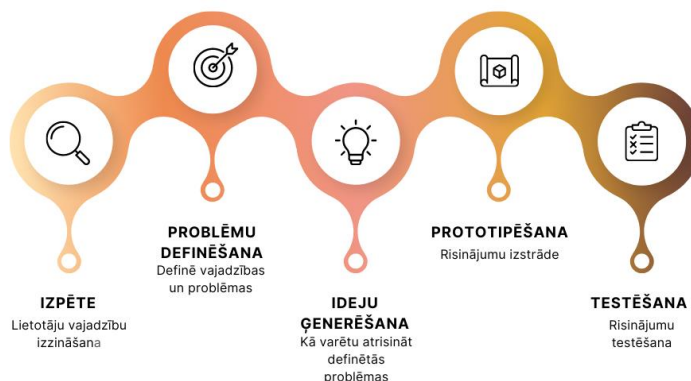 IZPĒTE
Lietotāju vajadzību
izzināšana
PROBLĒMU
DEFINĒŠANA
Definē vajadzības
un problēmas
IDEJU
ĢENERĒŠANA
Kā varētu atrisināt
definētās
problēmas
PROTOTIPĒŠANA
Risinājumu izstrāde
TESTĒŠANA
Risinājumu
testēšana